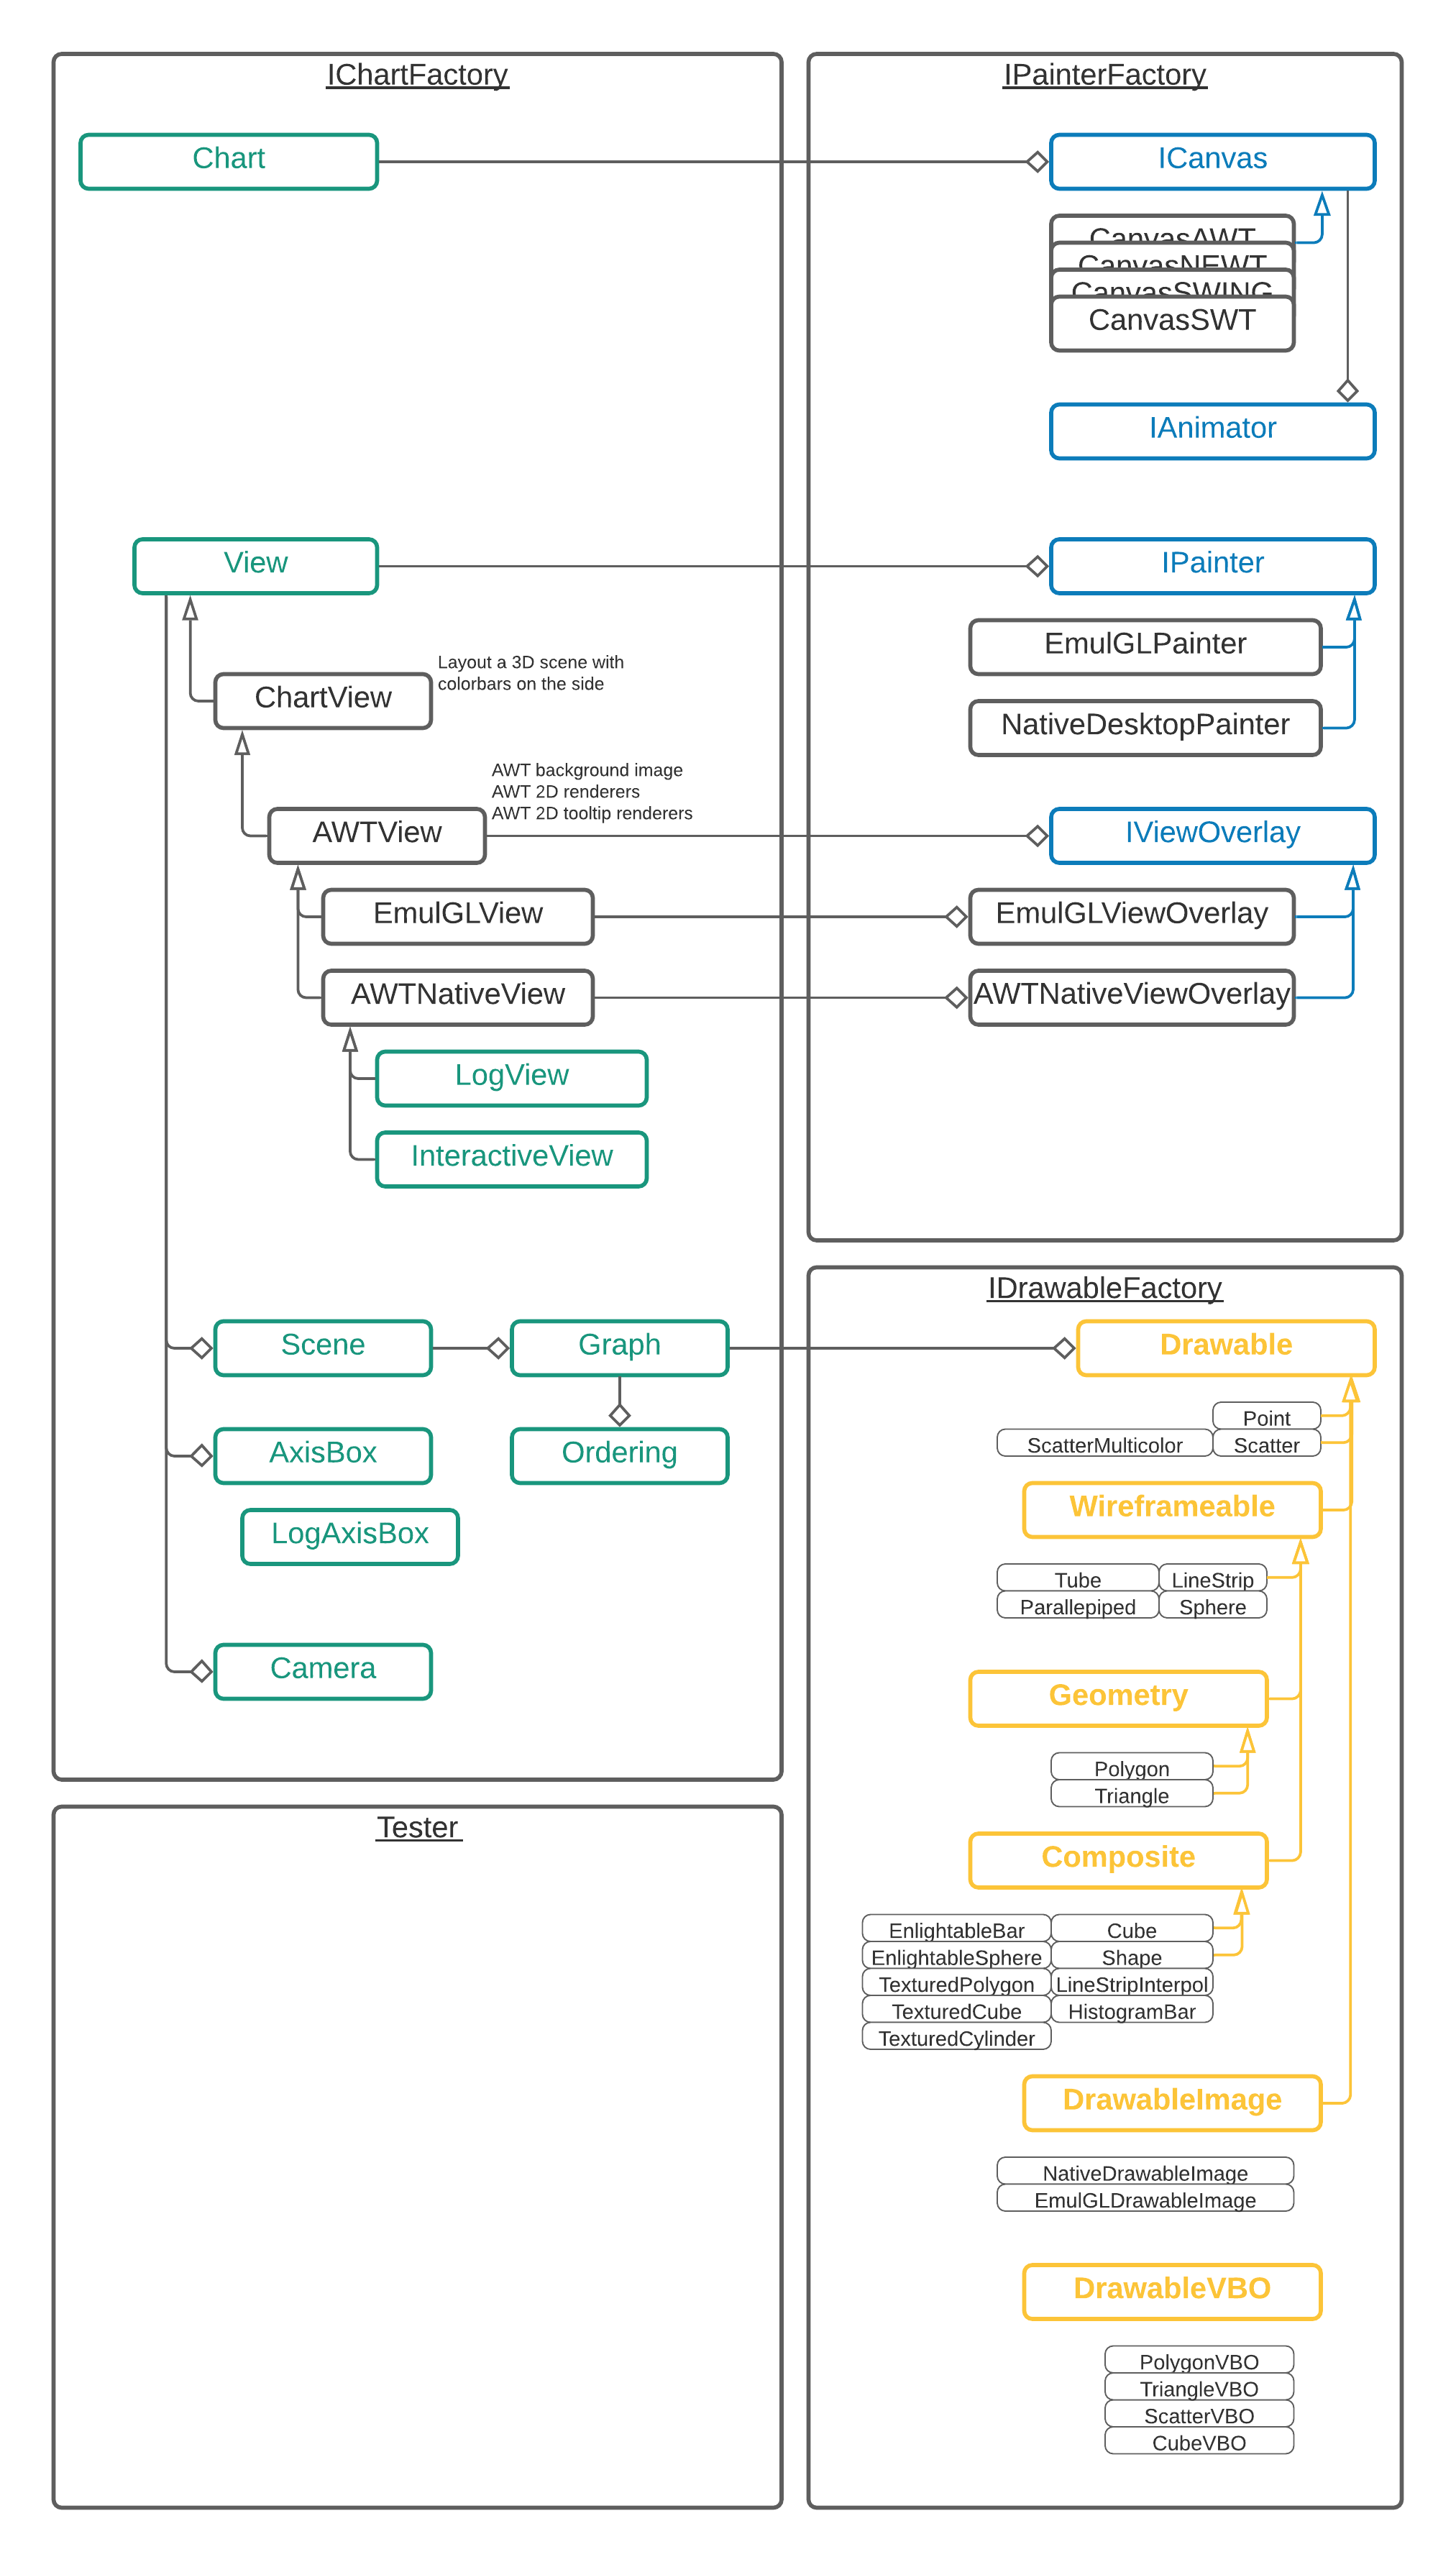 IChartFactory
Chart
View
ChartView
Layout a 3D scene with
colorbars on the side
AWTView
AWT background image
AWT 2D renderers
AWT 2D tooltip renderers
EmulGLView
AWTNativeView
LogView
InteractiveView
Scene
Graph
AxisBox
Ordering
LogAxisBox
Camera
Tester
IPainterFactory
ICanvas
CanvasAWT
CanvasNEWT
CanvasSWING
CanvasSWT
IAnimator
IPainter
EmulGLPainter
NativeDesktopPainter
IViewOverlay
EmulGLViewOverlay
AWTNativeViewOverlay
IDrawableFactory
Drawable
Point
ScatterMulticolor
Scatter
Wireframeable
Tube
LineStrip
Parallepiped
Sphere
Geometry
Polygon
Triangle
Composite
EnlightableBar
Cube
EnlightableSphere
Shape
TexturedPolygon
LineStripInterpol
TexturedCube
HistogramBar
TexturedCylinder
DrawableImage
NativeDrawableImage
EmulGLDrawableImage
DrawableVBO
PolygonVBO
TriangleVBO
ScatterVBO
CubeVBO